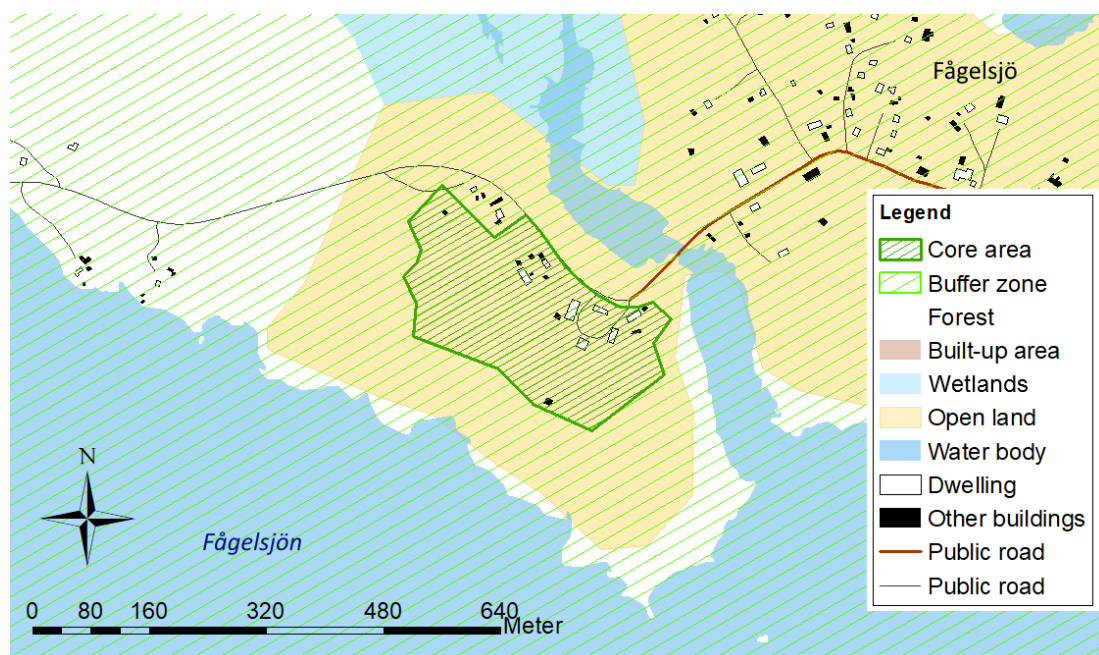 Fågelsjö
Legend
Core area
Buffer zone
Forest
Built-up area
Wetlands
Open land
Water body
Dwelling
Other buildings
Public road
Public road
N
Fågelsjön
0 80 160 320 480 640
Meter